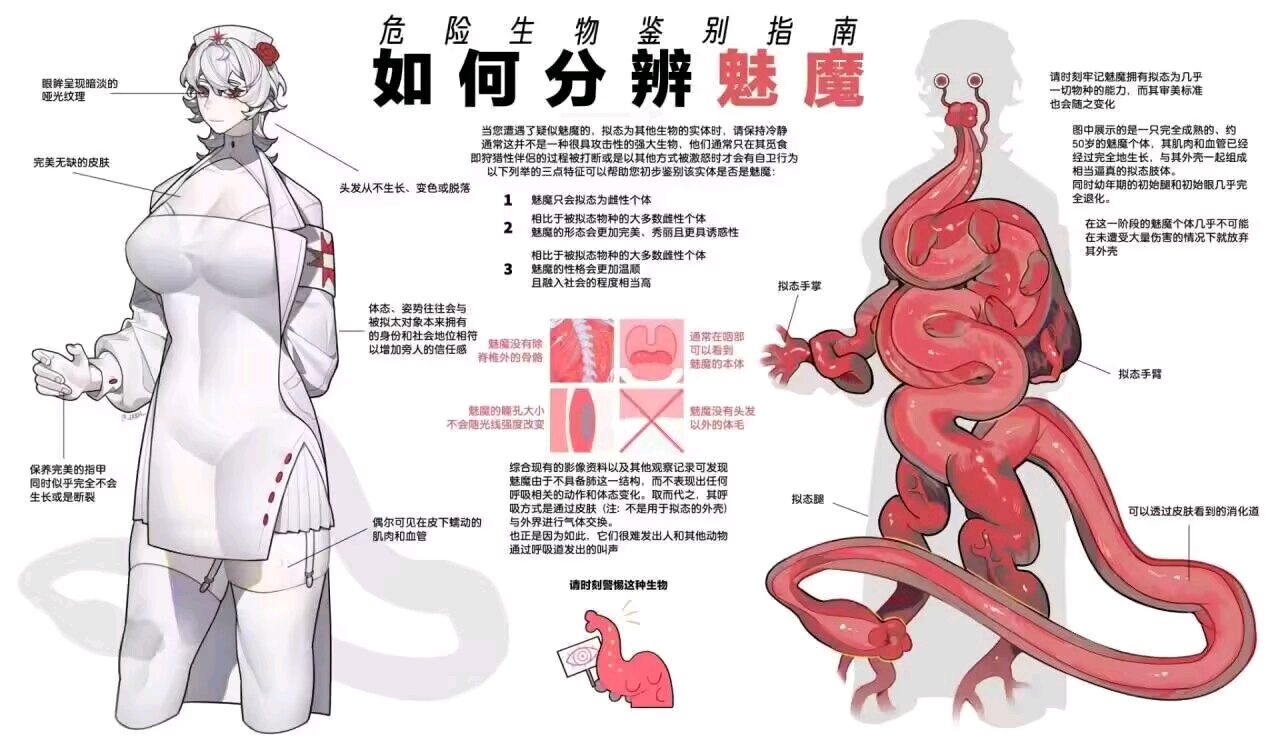 危险生物鉴别指南
如何分辨魅魔
眼眸呈现暗淡的
哑光纹理
完美无缺的皮肤
头发从不生长、变色或脱落
体态、姿势往往会与
被拟太对象本来拥有
的身份和社会地位相符
以增加旁人的信任感
保养完美的指甲
同时似乎完全不会
生长或是断裂
偶尔可见在皮下蠕动的
肌肉和血管
当您遭遇了疑似魅魔的，拟态为其他生物的实体时，请保持冷静
通常这并不是一种很具攻击性的强大生物，他们通常只在其觅食
即狩猎性伴侣的过程被打断或是以其他方式被激怒时才会有自卫行为
以下列举的三点特征可以帮助您初步鉴别该实体是否是魅魔：
1 魅魔只会拟态为雌性个体
2 相比于被拟态物种的大多数雌性个体
魅魔的形态会更加完美、秀丽且更具诱惑性
3 相比于被拟态物种的大多数雌性个体
魅魔的性格会更加温顺
且融入社会的程度相当高
魅魔没有除
脊椎外的骨骼
通常在咽部
可以看到
魅魔的本体
魅魔的瞳孔大小
不会随光线强度改变
魅魔没有头发
以外的体毛
综合现有的影像资料以及其他观察记录可发现
魅魔由于不具备肺这一结构，而不表现出任何
呼吸相关的动作和体态变化。取而代之，其呼
吸方式是通过皮肤（注：不是用于拟态的外壳）
与外界进行气体交换。
也正是因为如此，它们很难发出人和其他动物
通过呼吸道发出的叫声
请时刻警惕这种生物
请时刻牢记魅魔拥有拟态为几乎
一切物种的能力，而其审美标准
也会随之变化
图中展示的是一只完全成熟的、约
50岁的魅魔个体，其肌肉和血管已经
经过完全地生长，与其外壳一起组成
相当逼真的拟态肢体。
同时幼年期的初始腿和初始眼几乎完
全退化。
在这一阶段的魅魔个体几乎不可能
在未遭受大量伤害的情况下就放弃
其外壳
拟态手掌
拟态手臂
拟态腿
可以透过皮肤看到的消化道